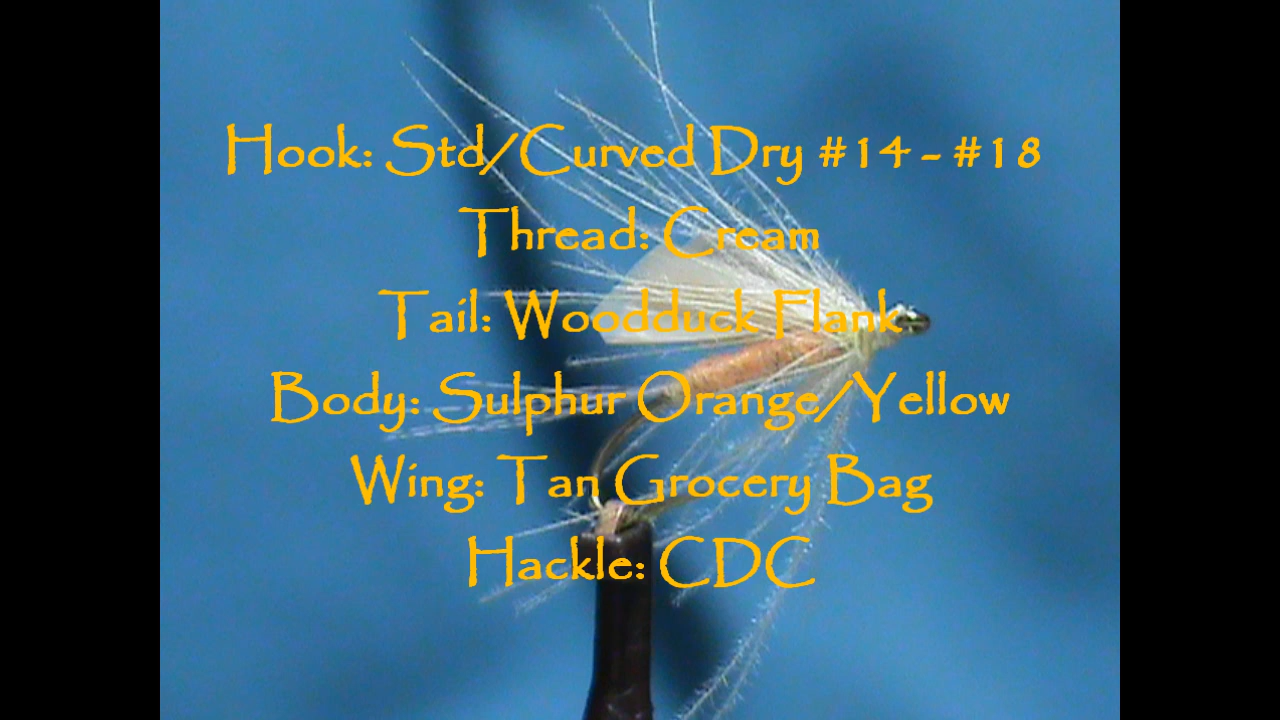 Hook: Std/Curved Dry #14 - #18
Thread: Cream
Tail: Woodduck Flank
Body: Sulphur Orange/Yellow
Wing: Tan Grocery Bag
Hackle: CDC